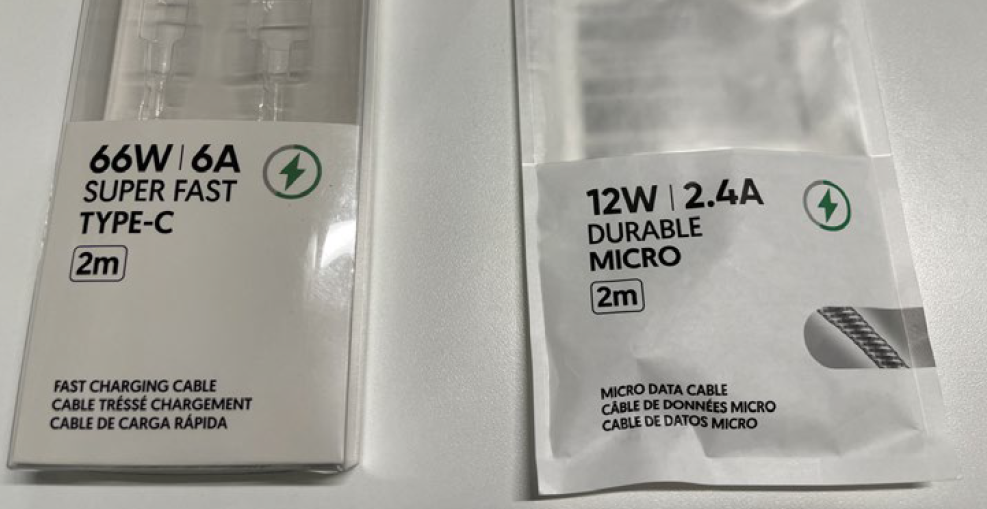 66W | 6A
SUPER FAST
TYPE-C
2m
FAST CHARGING CABLE
CABLE TRÉSSÉ CHARGEMENT
CABLE DE CARGA RÁPIDA
12W | 2.4A
DURABLE
MICRO
2m
MICRO DATA CABLE
CÂBLE DE DONNÉES MICRO
CABLE DE DATOS MICRO